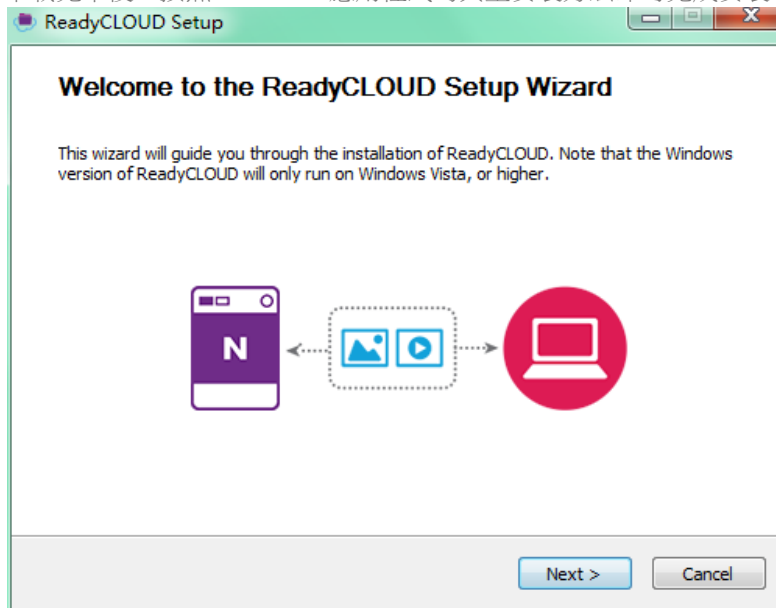 ReadyCLOUD Setup
Welcome to the ReadyCLOUD Setup Wizard
This wizard will guide you through the installation of ReadyCLOUD. Note that the Windows
version of ReadyCLOUD will only run on Windows Vista, or higher.
N
Next >
Cancel